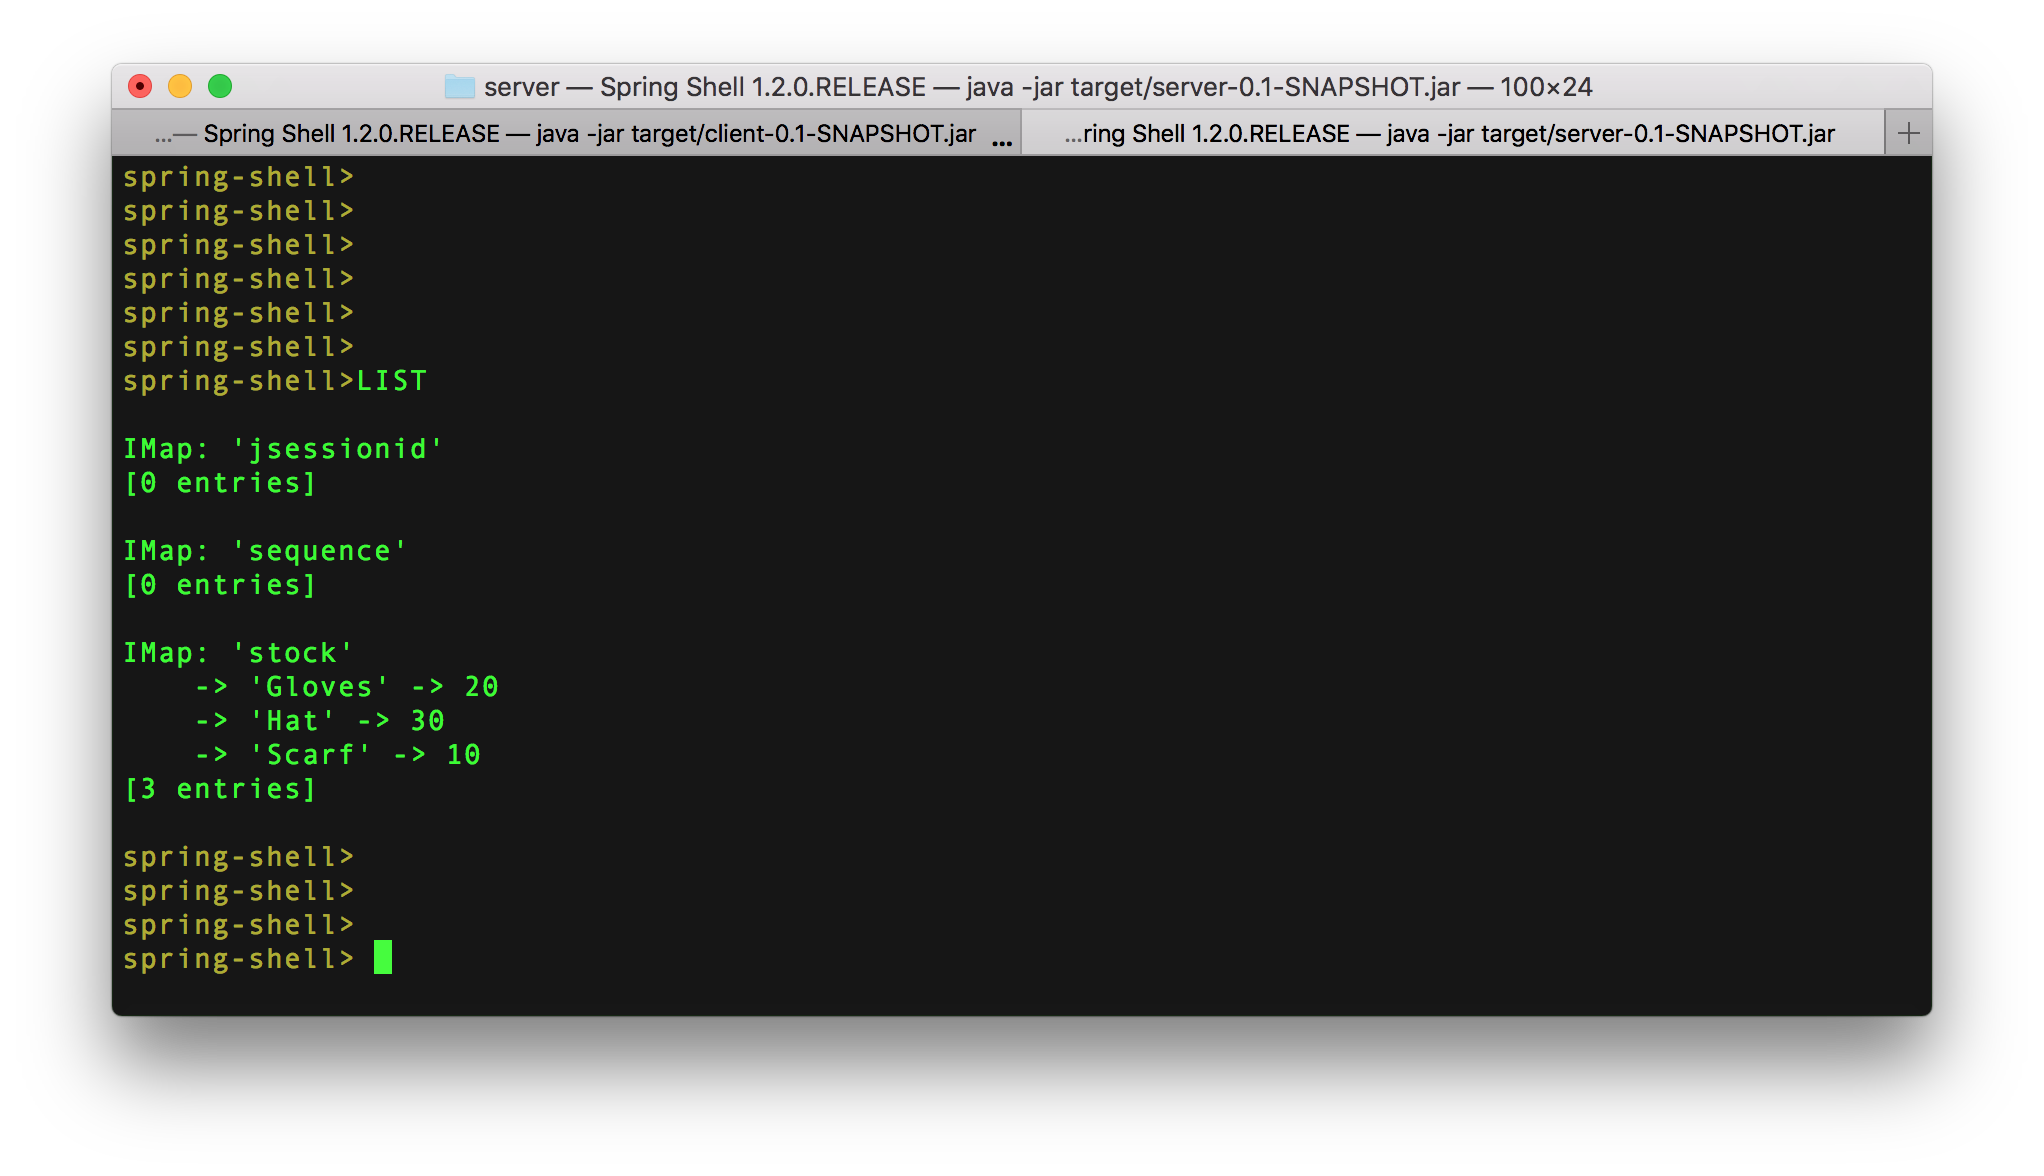 server — Spring Shell 1.2.0.RELEASE — java -jar target/server-0.1-SNAPSHOT.jar — 100×24
...— Spring Shell 1.2.0.RELEASE — java -jar target/client-0.1-SNAPSHOT.jar ...
...ring Shell 1.2.0.RELEASE — java -jar target/server-0.1-SNAPSHOT.jar
spring-shell>
spring-shell>
spring-shell>
spring-shell>
spring-shell>
spring-shell>
spring-shell>LIST
IMap: 'jsessionid'
[0 entries]
IMap: 'sequence'
[0 entries]
IMap: 'stock'
-> 'Gloves' -> 20
-> 'Hat' -> 30
-> 'Scarf' -> 10
[3 entries]
spring-shell>
spring-shell>
spring-shell>
spring-shell>